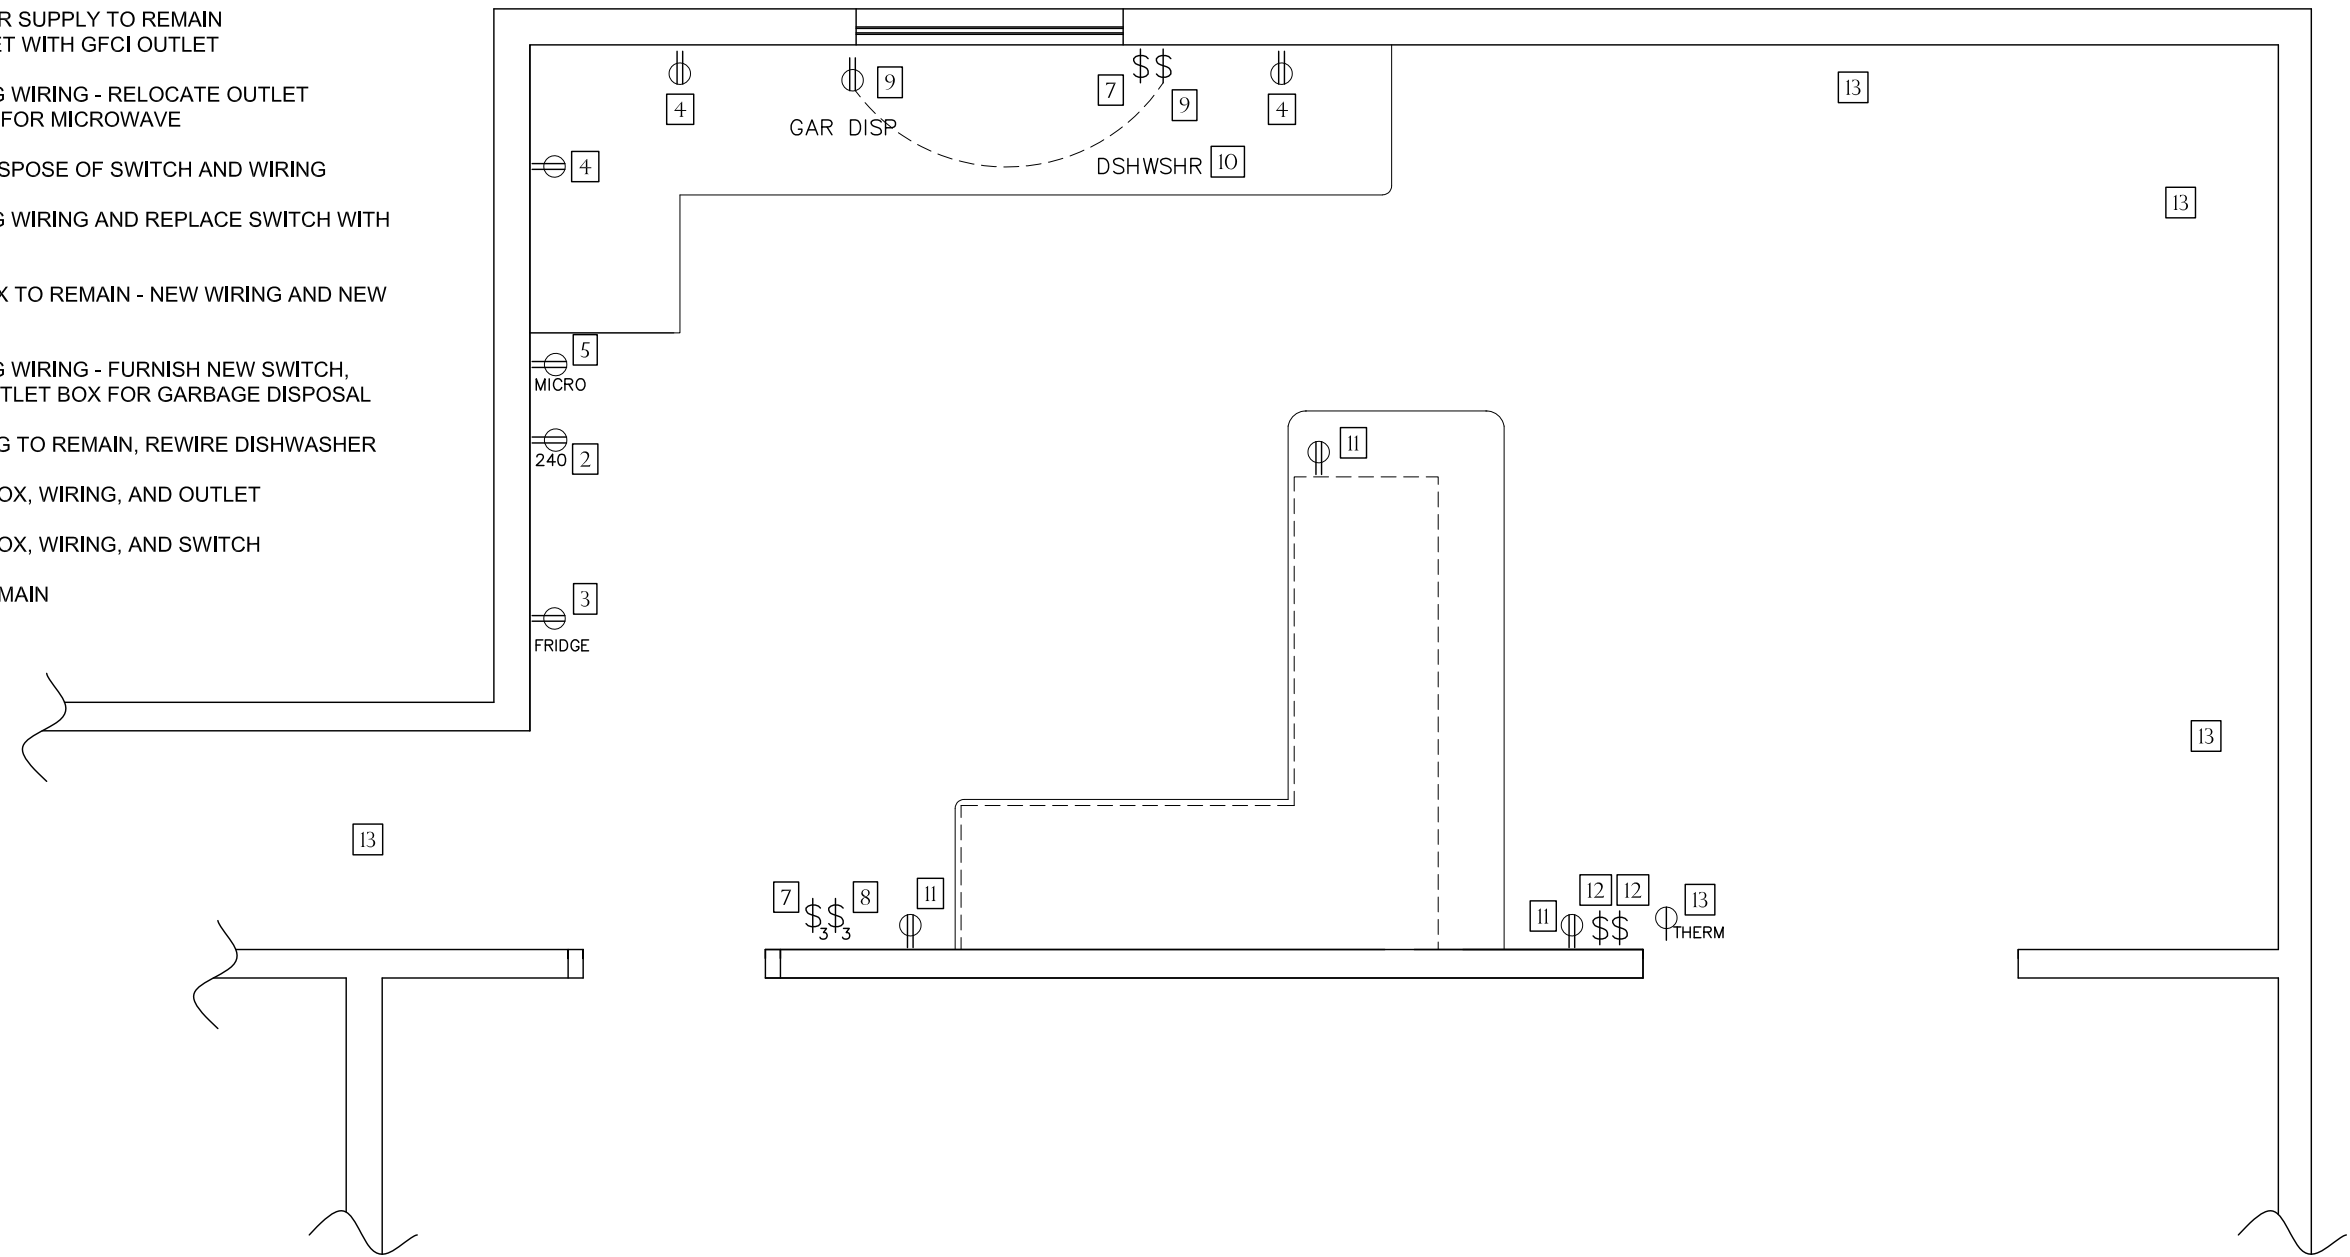 R SUPPLY TO REMAIN
ET WITH GFCI OUTLET
G WIRING - RELOCATE OUTLET
FOR MICROWAVE
SPOSE OF SWITCH AND WIRING
G WIRING AND REPLACE SWITCH WITH
X TO REMAIN - NEW WIRING AND NEW
G WIRING - FURNISH NEW SWITCH,
TLET BOX FOR GARBAGE DISPOSAL
G TO REMAIN, REWIRE DISHWASHER
OX, WIRING, AND OUTLET
OX, WIRING, AND SWITCH
MAIN
4
9
GAR DISP
7
$$
9
4
DSHWSHR 10
4
13
13
5
MICRO
240 2
3
FRIDGE
11
13
13
7
$3$3
8
11
11
12 12
$$
13
THERM